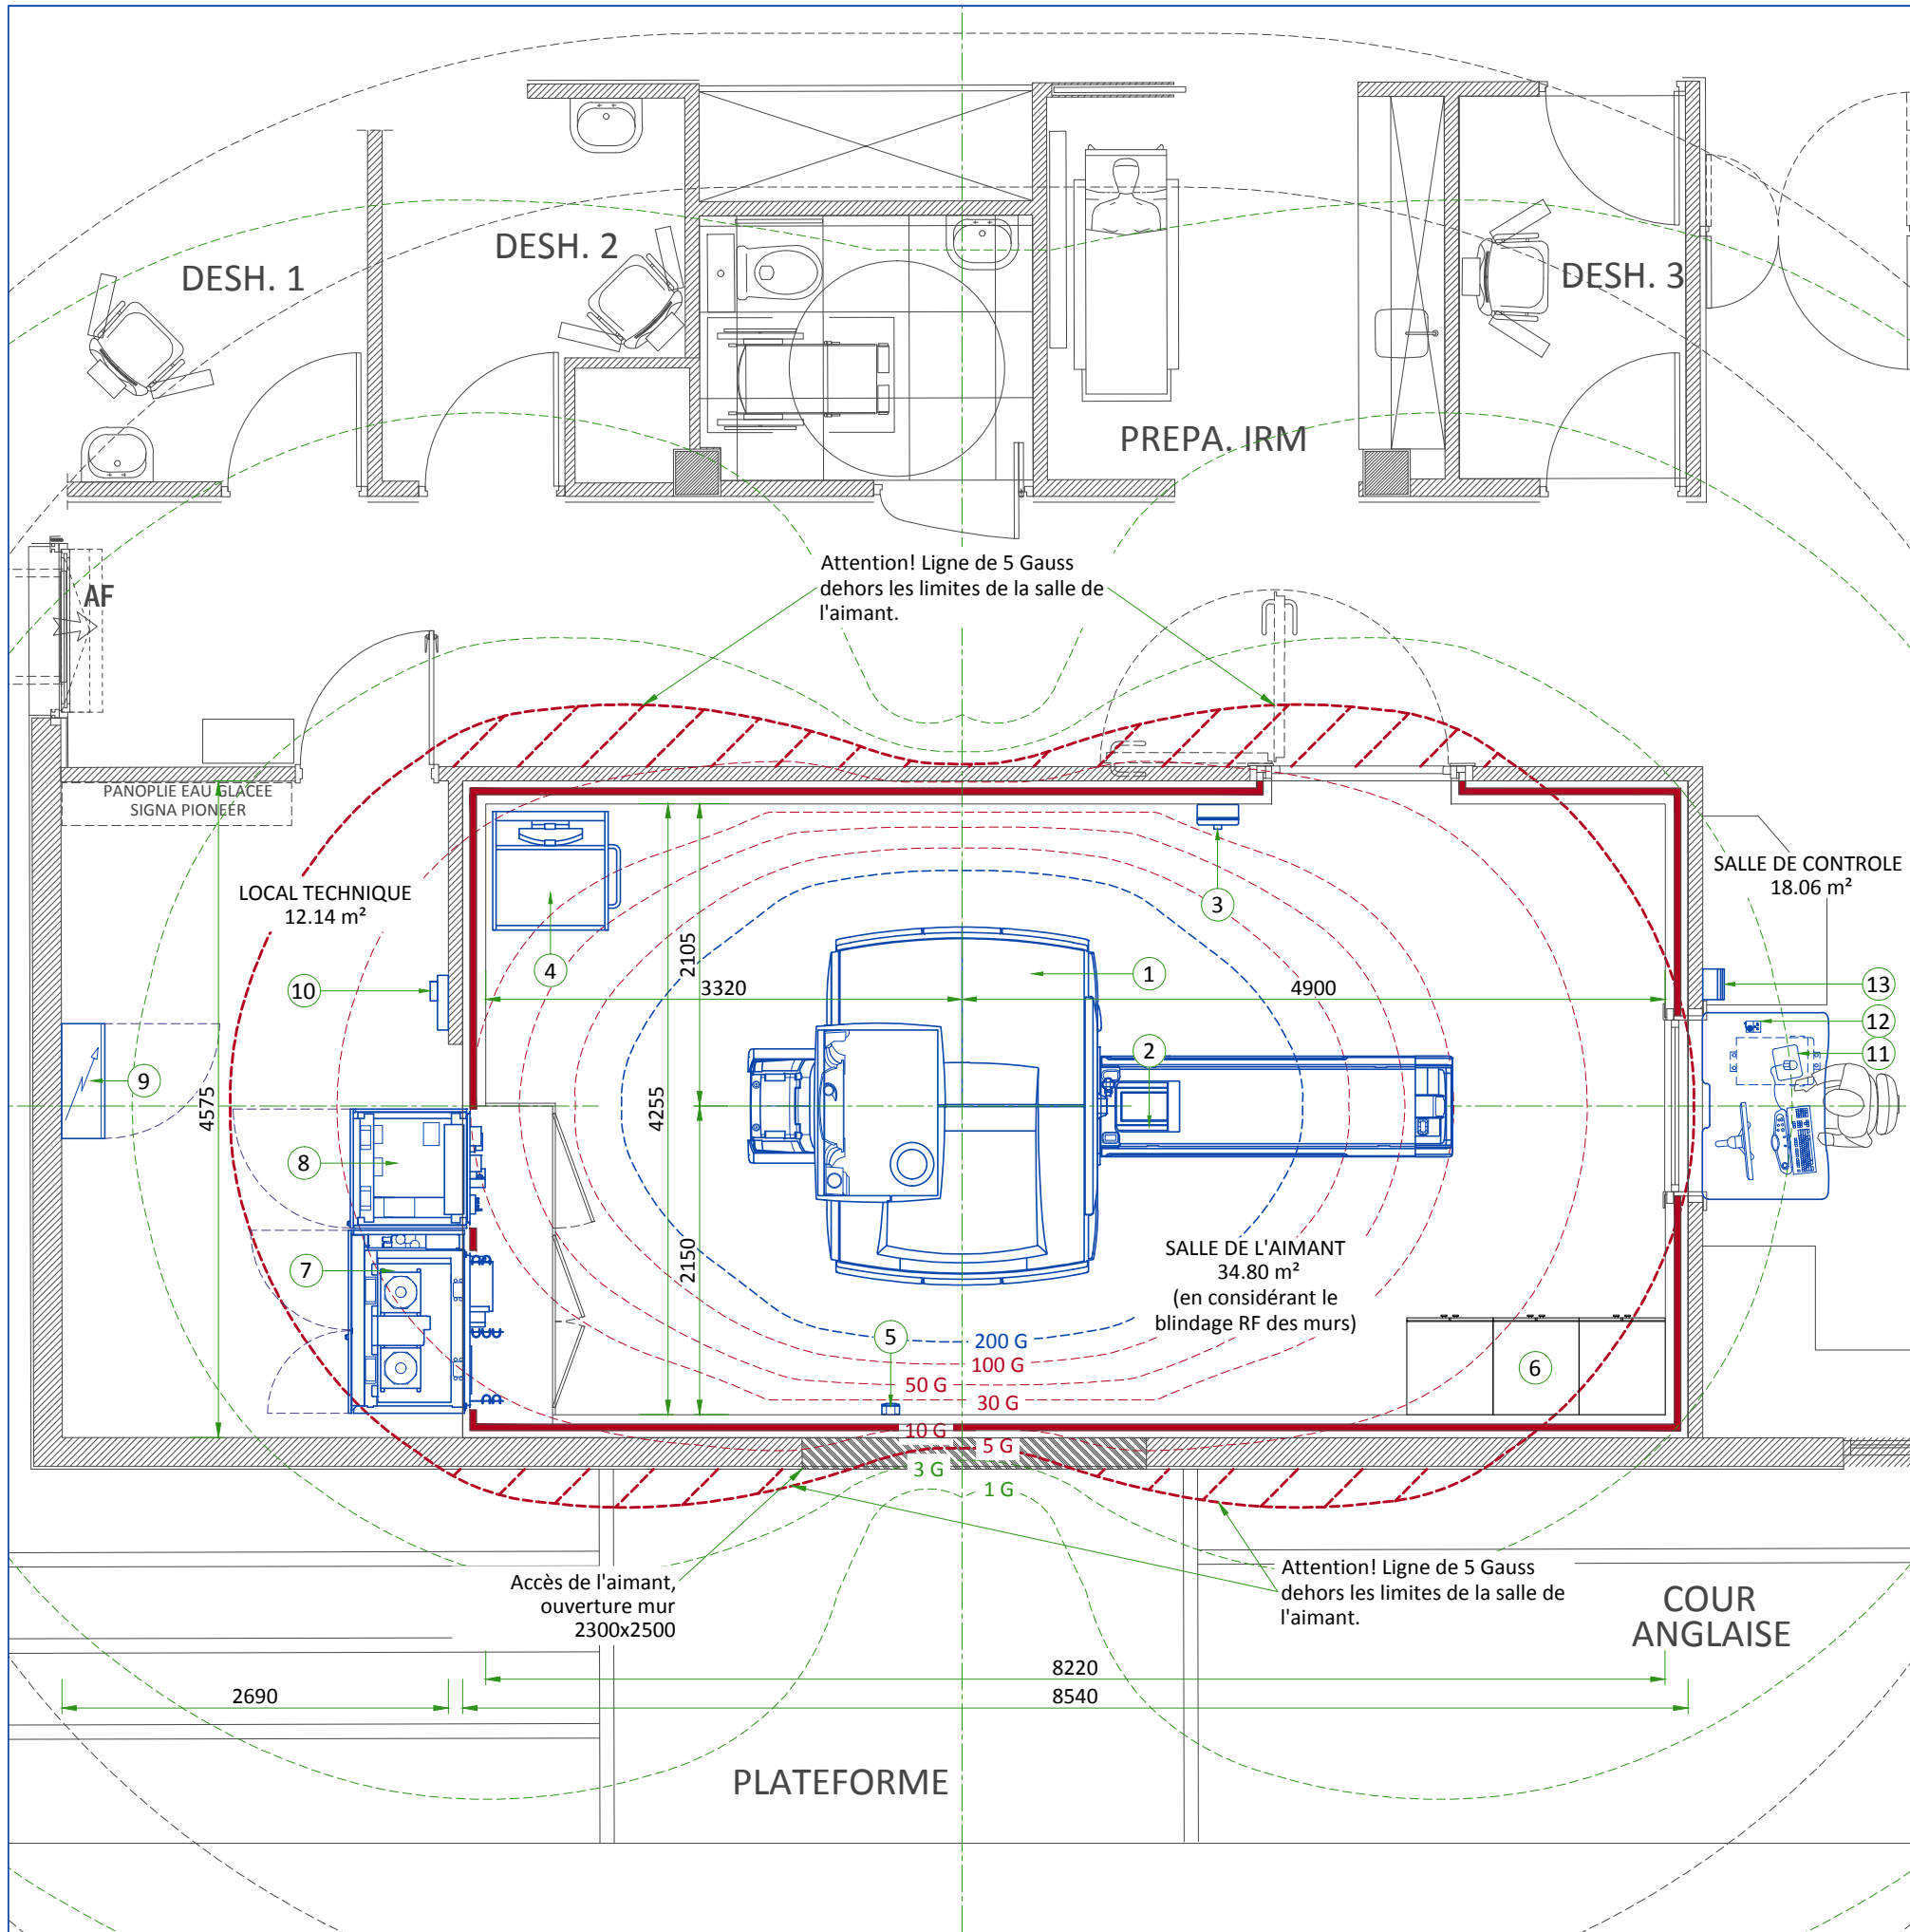 DESH. 1
DESH. 2
DESH. 3
PREPA. IRM
Attention! Ligne de 5 Gauss
dehors les limites de la salle de
l'aimant.
AF
PANOPLIE EAU GLACEE
SIGNA PIONEER
LOCAL TECHNIQUE
12.14 m²
SALLE DE CONTROLE
18.06 m²
3
4
1
2105
3320
4900
10
13
12
11
2
9
4575
4255
8
7
2150
SALLE DE L'AIMANT
34.80 m²
(en considérant le
blindage RF des murs)
5
6
200 G
100 G
50 G
30 G
10 G
5 G
3 G
1 G
Accès de l'aimant,
ouverture mur
2300x2500
Attention! Ligne de 5 Gauss
dehors les limites de la salle de
l'aimant.
COUR
ANGLAISE
8220
2690
8540
PLATEFORME